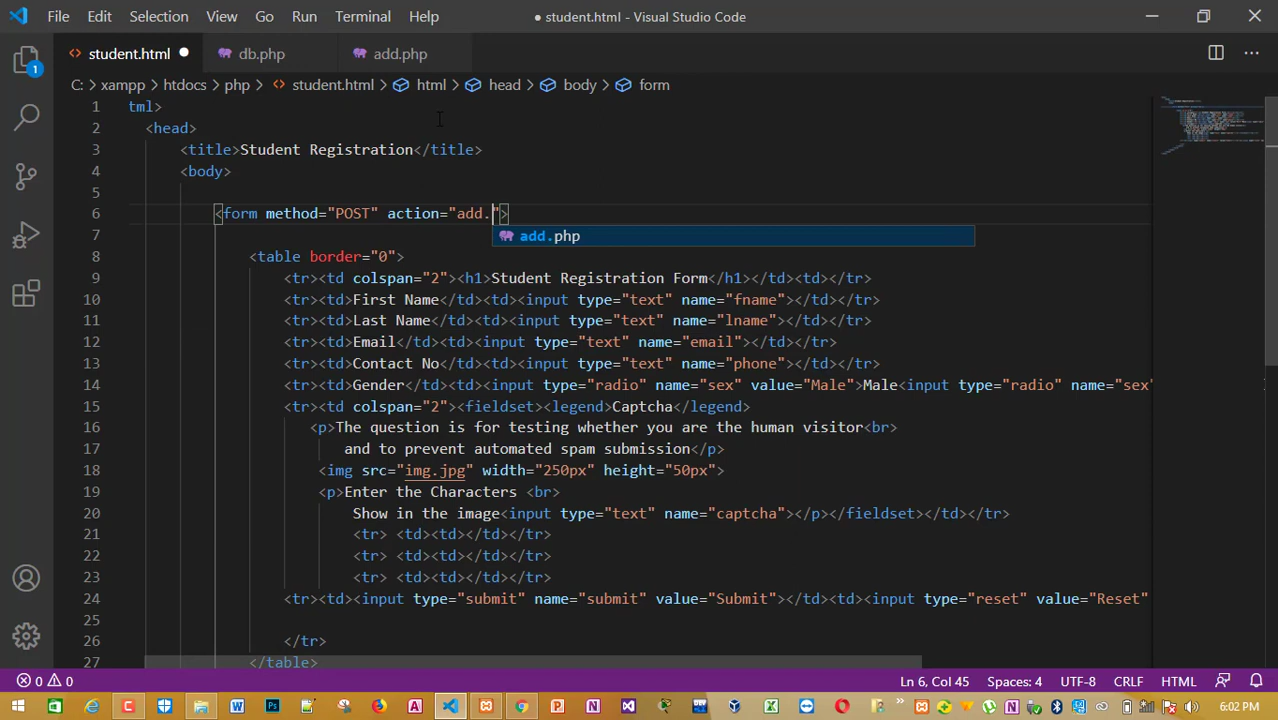 File Edit Selection View Go Run Terminal Help ● student.html - Visual Studio Code
student.html ● db.php add.php
C: > xampp > htdocs > php > student.html > html > head > body > form
1 tml>
2 <head>
3 <title>Student Registration</title>
4 <body>
5
6 <form method="POST" action="add.">
7 add.php
8 <table border="0">
9 <tr><td colspan="2"><h1>Student Registration Form</h1></td><td></tr>
10 <tr><td>First Name</td><td><input type="text" name="fname"></td></tr>
11 <tr><td>Last Name</td><td><input type="text" name="lname"></td></tr>
12 <tr><td>Email</td><td><input type="text" name="email"></td></tr>
13 <tr><td>Contact No</td><td><input type="text" name="phone"></td></tr>
14 <tr><td>Gender</td><td><input type="radio" name="sex" value="Male">Male<input type="radio" name="sex"
15 <tr><td colspan="2"><fieldset><legend>Captcha</legend>
16 <p>The question is for testing whether you are the human visitor<br>
17 and to prevent automated spam submission</p>
18 <img src="img.jpg" width="250px" height="50px">
19 <p>Enter the Characters <br>
20 Show in the image<input type="text" name="captcha"></p></fieldset></td></tr>
21 <tr> <td><td></td></tr>
22 <tr> <td><td></td></tr>
23 <tr> <td><td></td></tr>
24 <tr><td><input type="submit" name="submit" value="Submit"></td><td><input type="reset" value="Reset"
25
26 </tr>
27 </table>
1
0 0 Ln 6, Col 45 Spaces: 4 UTF-8 CRLF HTML
6:02 PM